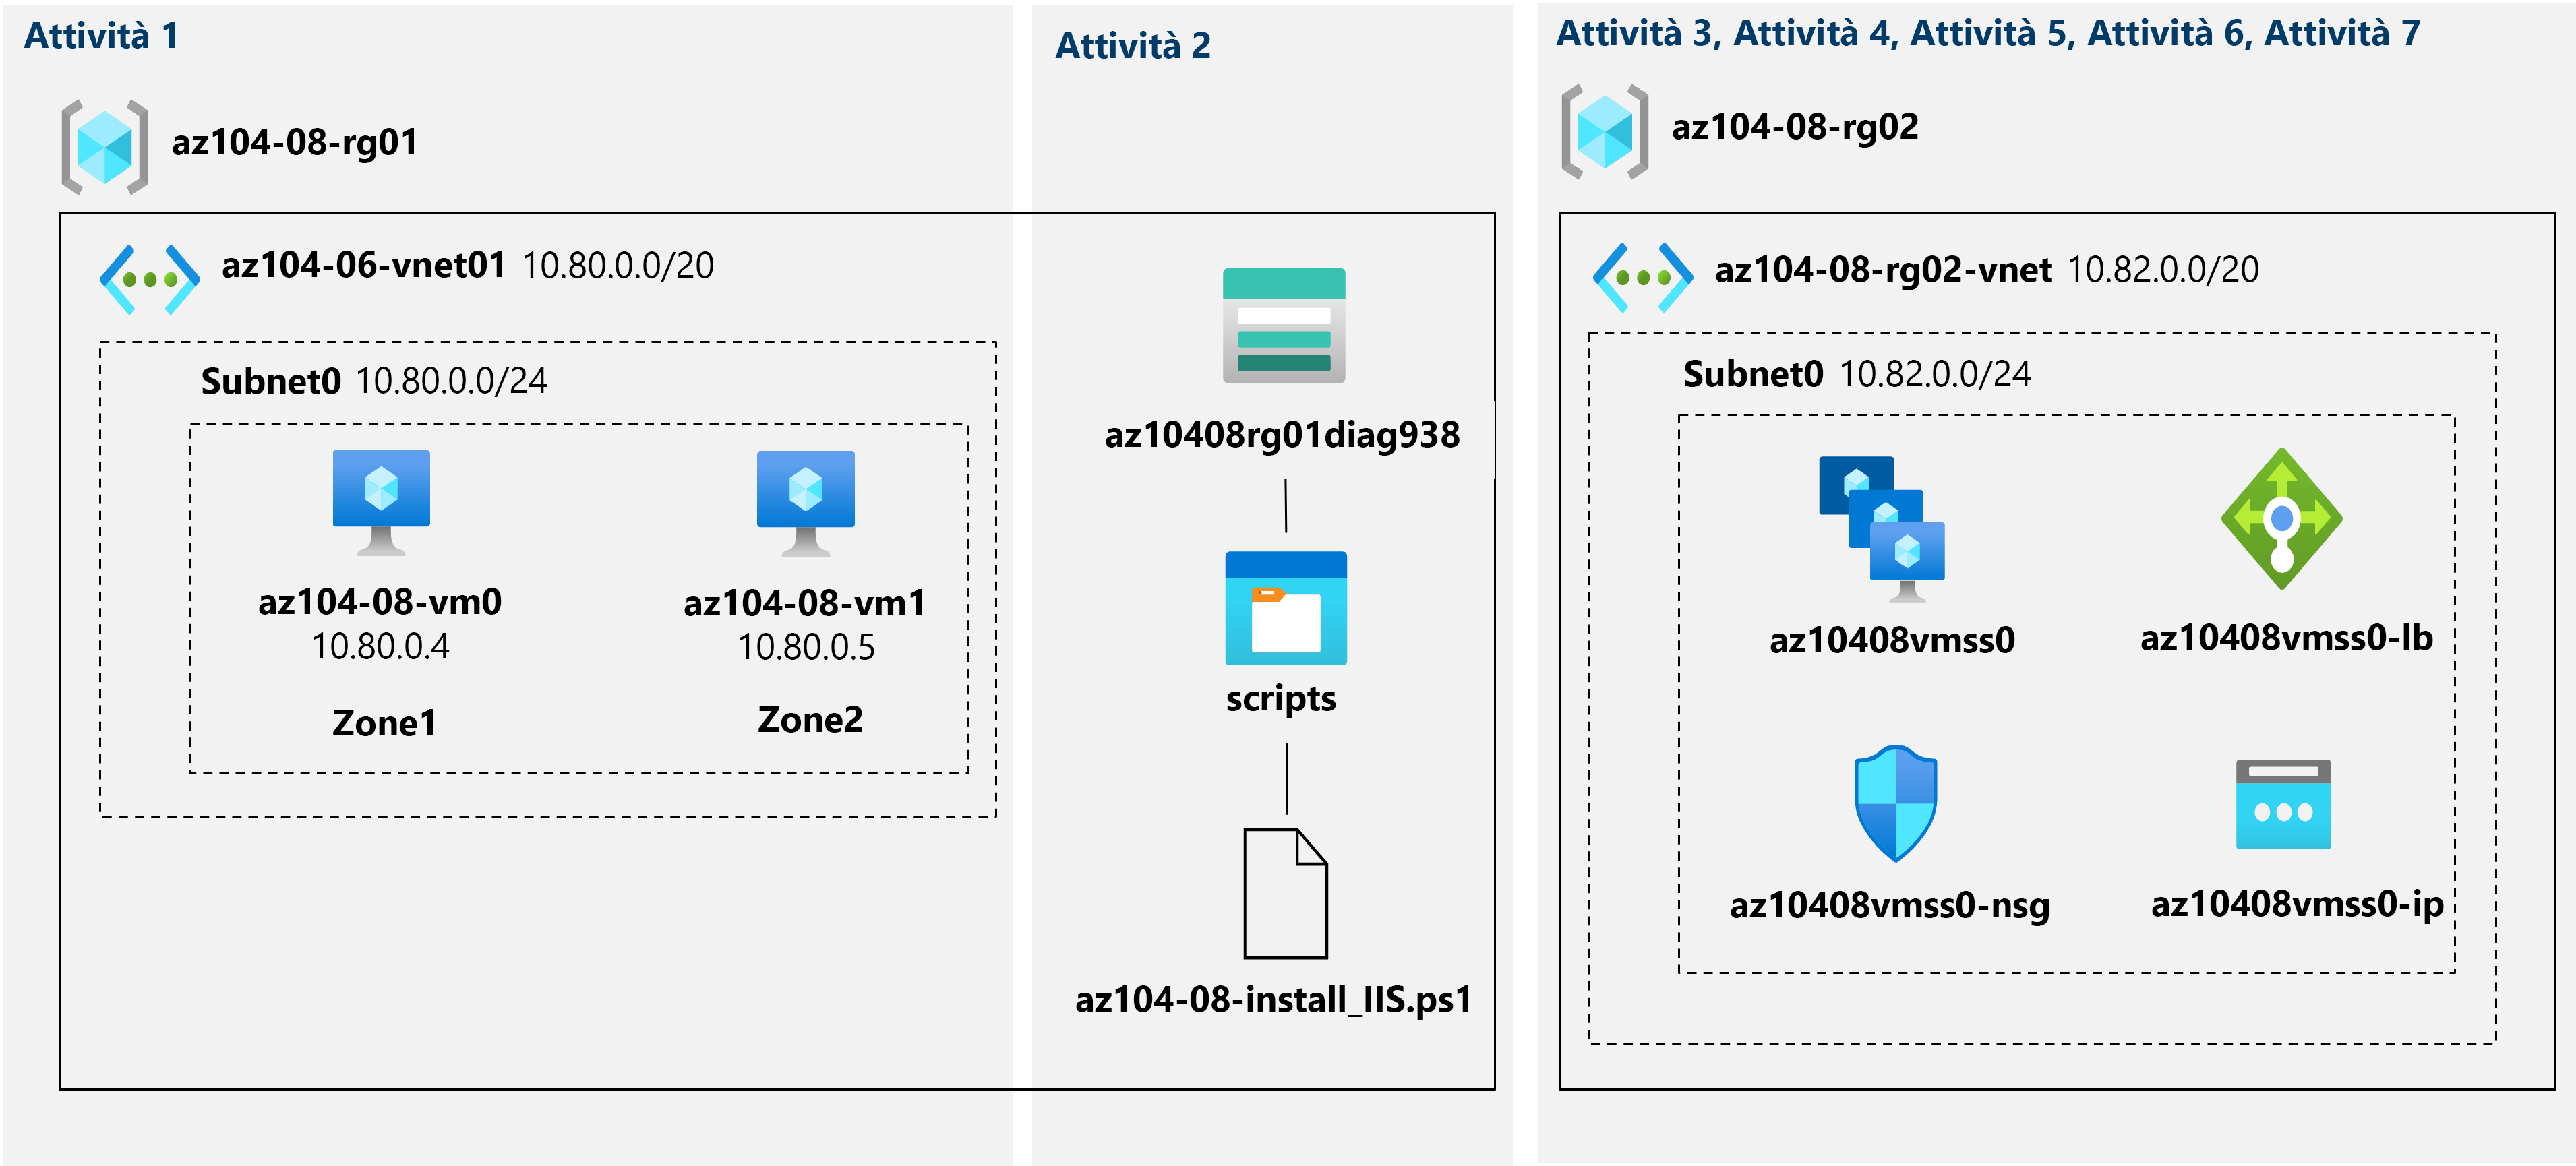 Attività 1
az104-08-rg01
az104-06-vnet01 10.80.0.0/20
Subnet0 10.80.0.0/24
az104-08-vm0
10.80.0.4
Zone1
az104-08-vm1
10.80.0.5
Zone2
Attività 2
az10408rg01diag938
scripts
az104-08-install_IIS.ps1
Attività 3, Attività 4, Attività 5, Attività 6, Attività 7
az104-08-rg02
az104-08-rg02-vnet 10.82.0.0/20
Subnet0 10.82.0.0/24
az10408vmss0
az10408vmss0-lb
az10408vmss0-nsg
az10408vmss0-ip